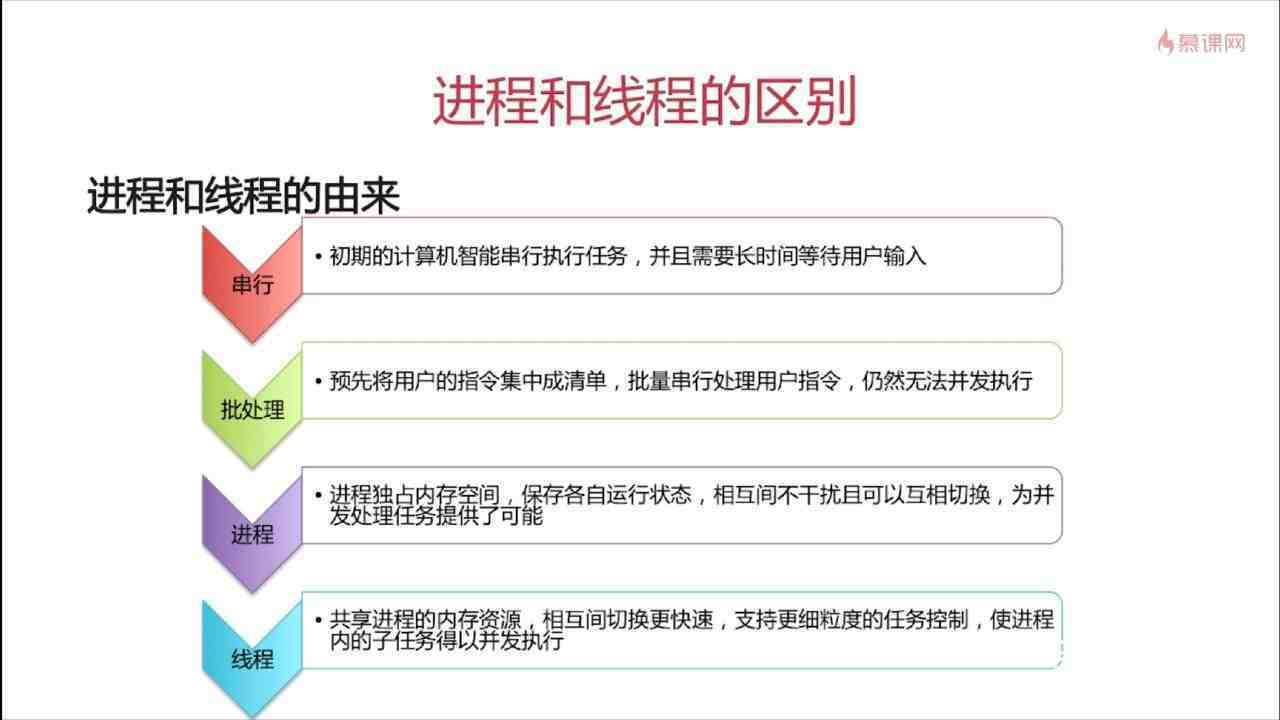 慕课网
进程和线程的区别
进程和线程的由来
串行
• 初期的计算机智能串行执行任务，并且需要长时间等待用户输入
批处理
• 预先将用户的指令集中成清单，批量串行处理用户指令，仍然无法并发执行
进程
• 进程独占内存空间，保存各自运行状态，相互间不干扰且可以互相切换，为并
发处理任务提供了可能
线程
• 共享进程的内存资源，相互间切换更快速，支持更细粒度的任务控制，使进程
内的子任务得以并发执行